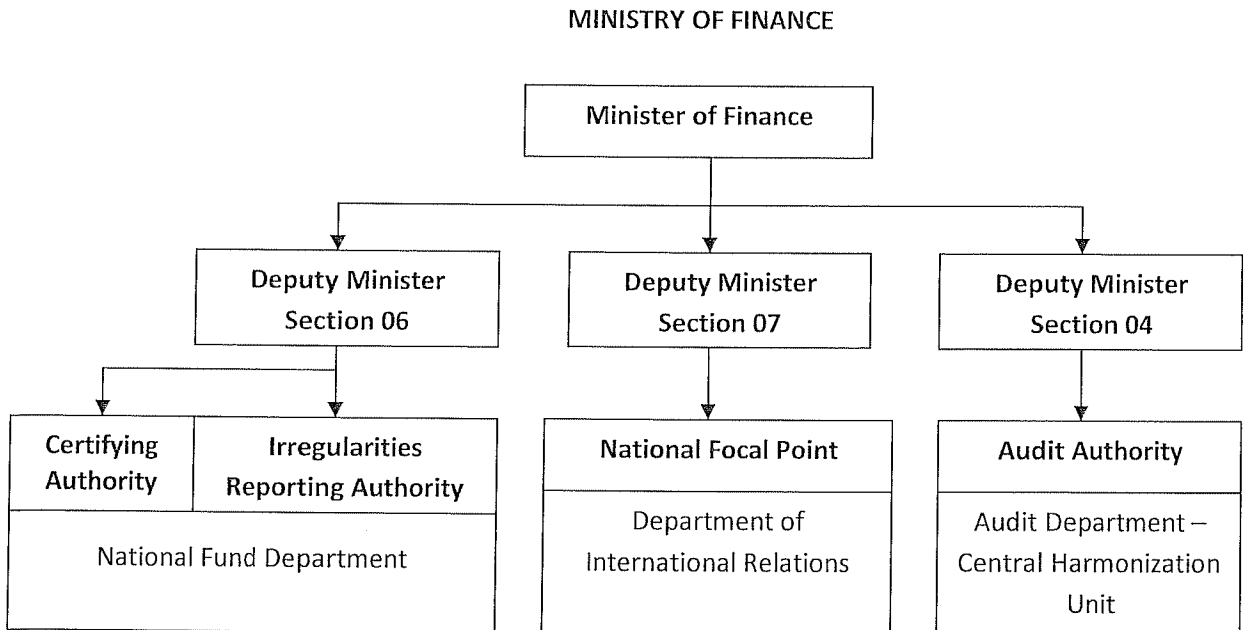 MINISTRY OF FINANCE
Minister of Finance
Deputy Minister
Section 06
Deputy Minister
Section 07
Deputy Minister
Section 04
Certifying
Authority
Irregularities
Reporting Authority
National Fund Department
National Focal Point
Department of
International Relations
Audit Authority
Audit Department –
Central Harmonization
Unit